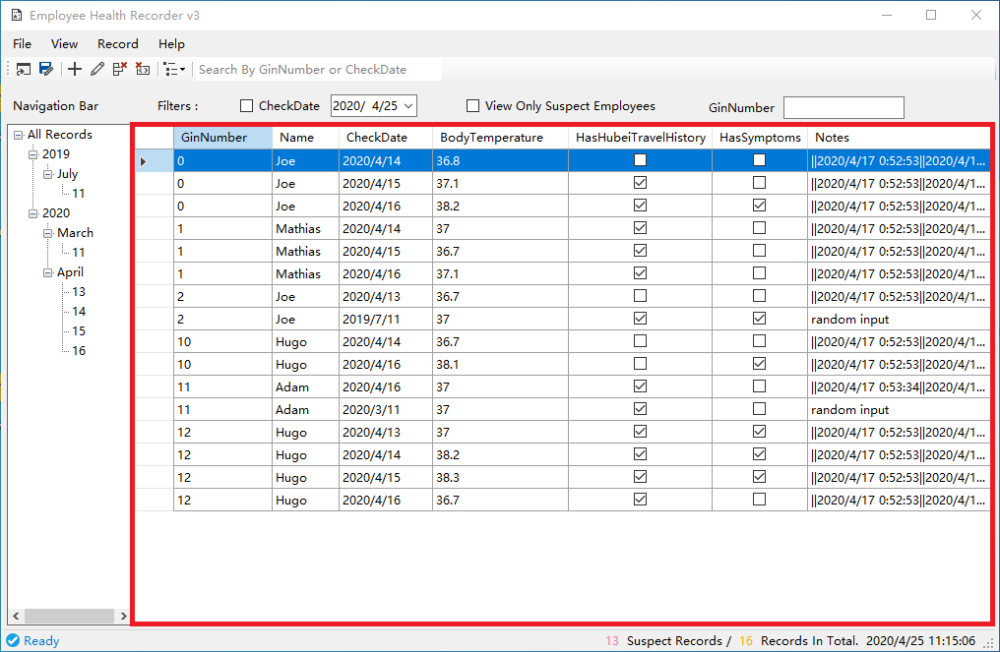 Employee Health Recorder v3
File View Record Help
Search By GinNumber or CheckDate
Navigation Bar Filters : CheckDate 2020/ 4/25 View Only Suspect Employees GinNumber
All Records
2019
July
11
2020
March
11
April
13
14
15
16
GinNumber Name CheckDate BodyTemperature HasHubeiTravelHistory HasSymptoms Notes
0 Joe 2020/4/14 36.8 ||2020/4/17 0:52:53||2020/4/1...
0 Joe 2020/4/15 37.1 ||2020/4/17 0:52:53||2020/4/1...
0 Joe 2020/4/16 38.2 ||2020/4/17 0:52:53||2020/4/1...
1 Mathias 2020/4/14 37 ||2020/4/17 0:52:53||2020/4/1...
1 Mathias 2020/4/15 36.7 ||2020/4/17 0:52:53||2020/4/1...
1 Mathias 2020/4/16 37.1 ||2020/4/17 0:52:53||2020/4/1...
2 Joe 2020/4/13 36.7 ||2020/4/17 0:52:53||2020/4/1...
2 Joe 2019/7/11 37 random input
10 Hugo 2020/4/14 36.7 ||2020/4/17 0:52:53||2020/4/1...
10 Hugo 2020/4/16 38.1 ||2020/4/17 0:52:53||2020/4/1...
11 Adam 2020/4/16 37 ||2020/4/17 0:53:34||2020/4/1...
11 Adam 2020/3/11 37 random input
12 Hugo 2020/4/13 37 ||2020/4/17 0:52:53||2020/4/1...
12 Hugo 2020/4/14 38.2 ||2020/4/17 0:52:53||2020/4/1...
12 Hugo 2020/4/15 38.3 ||2020/4/17 0:52:53||2020/4/1...
12 Hugo 2020/4/16 36.7 ||2020/4/17 0:52:53||2020/4/1...
Ready 13 Suspect Records / 16 Records In Total. 2020/4/25 11:15:06